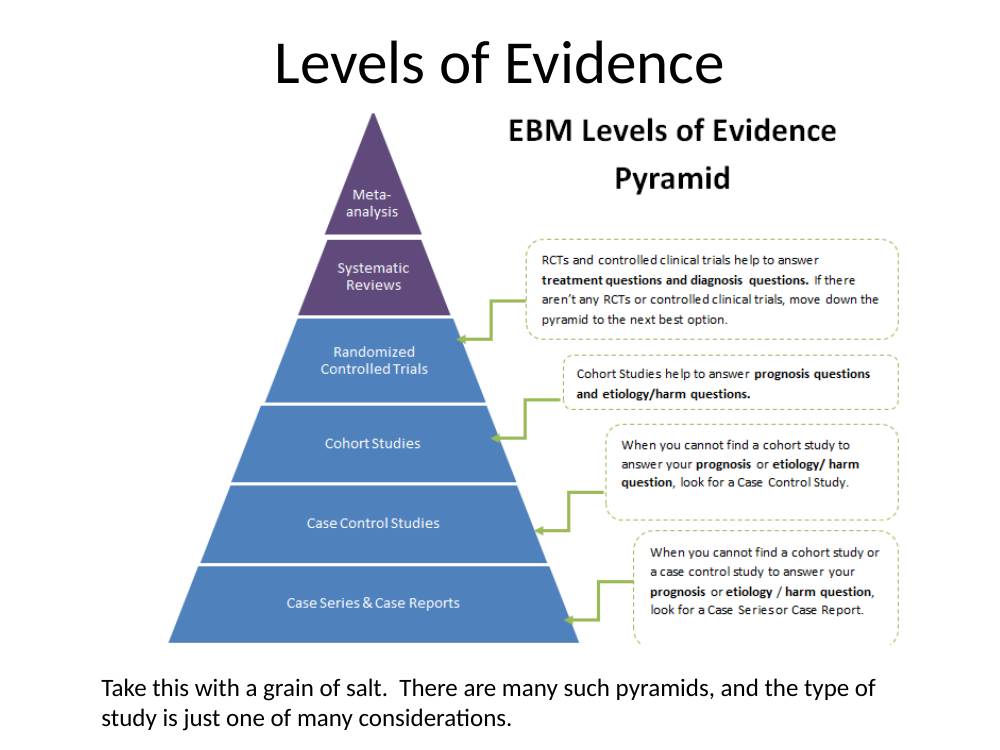 Levels of Evidence
EBM Levels of Evidence
Pyramid
Meta-
analysis
Systematic
Reviews
Randomized
Controlled Trials
Cohort Studies
Case Control Studies
Case Series & Case Reports
RCTs and controlled clinical trials help to answer
treatment questions and diagnosis questions. If there
aren't any RCTs or controlled clinical trials, move down the
pyramid to the next best option.
Cohort Studies help to answer prognosis questions
and etiology/harm questions.
When you cannot find a cohort study to
answer your prognosis or etiology/ harm
question, look for a Case Control Study.
When you cannot find a cohort study or
a case control study to answer your
prognosis or etiology / harm question,
look for a Case Series or Case Report.
Take this with a grain of salt.  There are many such pyramids, and the type of
study is just one of many considerations.